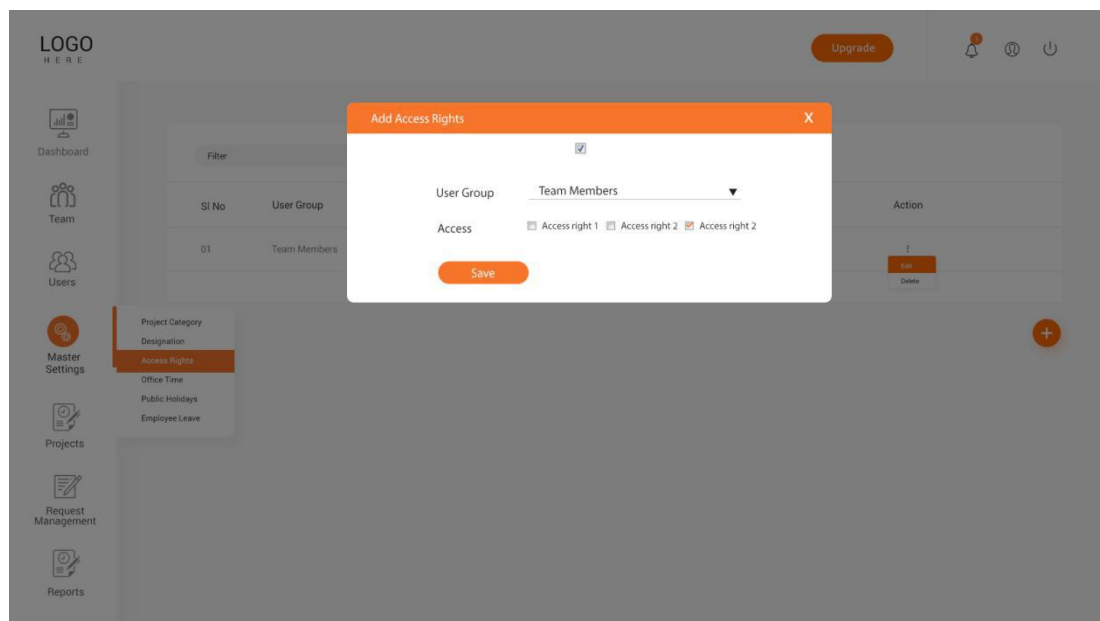 LOGO
HERE
Upgrade
Dashboard
Team
Users
Master
Settings
Projects
Request
Management
Reports
Project Category
Designation
Access Rights
Office Time
Public Holidays
Employee Leave
Filter
SI No User Group Action
01 Team Members
Edit
Delete
Add Access Rights X
User Group Team Members
Access Access right 1 Access right 2 Access right 2
Save